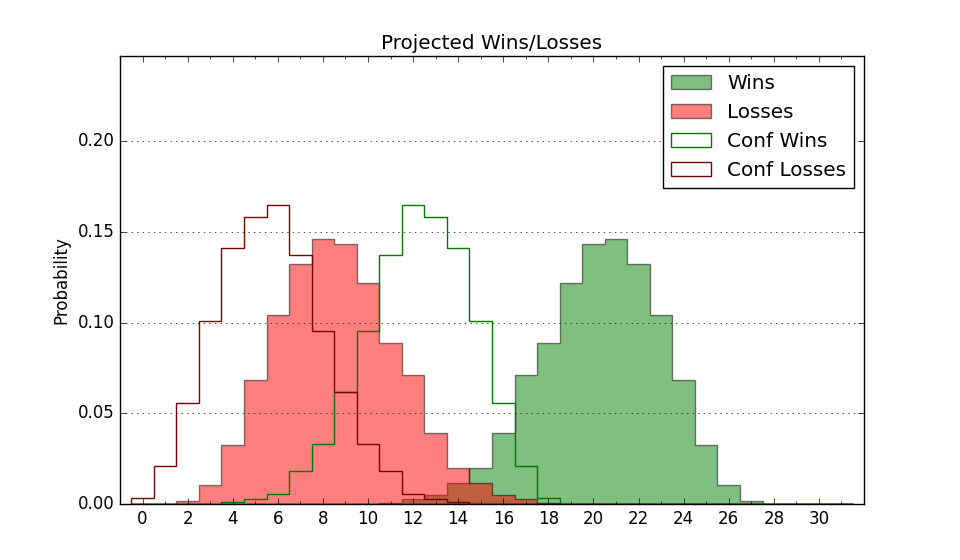 Projected Wins/Losses
Wins
Losses
Conf Wins
Conf Losses
Probability
0.20
0.15
0.10
0.05
0.00
0 2 4 6 8 10 12 14 16 18 20 22 24 26 28 30